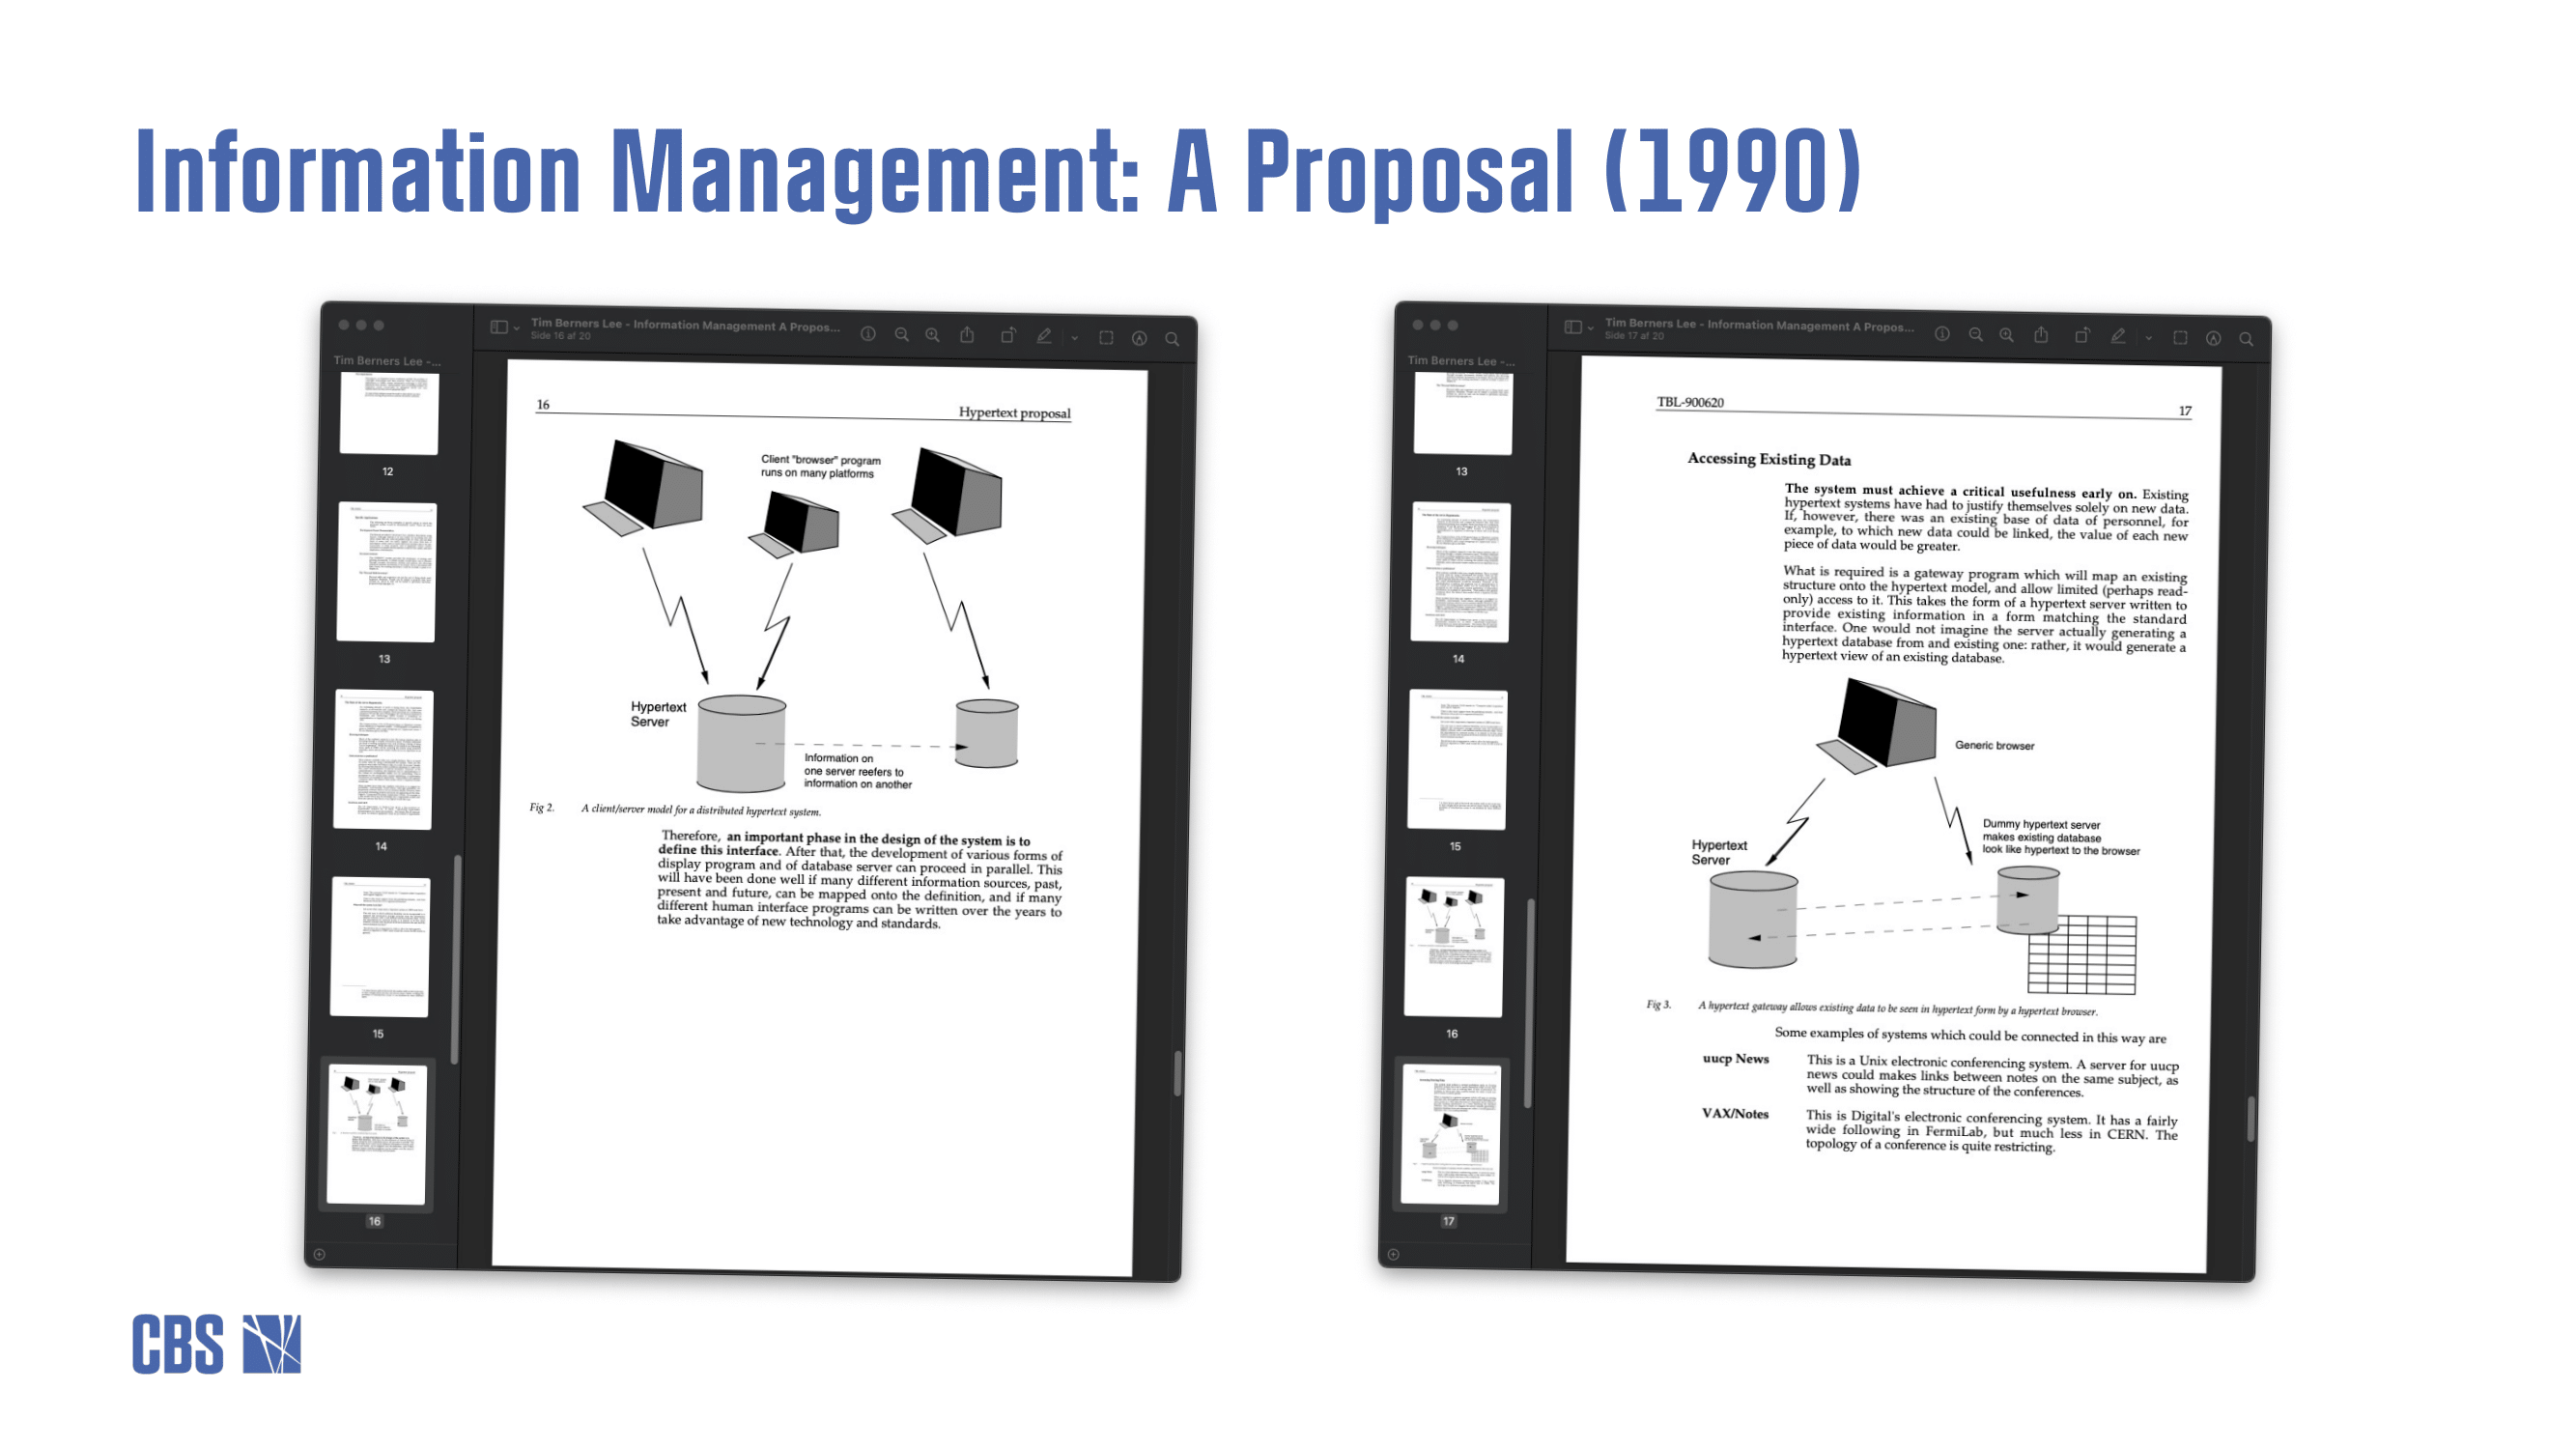 Information Management: A Proposal (1990)
Tim Berners Lee - Information Management A Propos...
Side 16 af 20
Tim Berners Lee -...
12
13
14
15
16
16
Hypertext proposal
Client "browser" program
runs on many platforms
Hypertext
Server
Information on
one server reefers to
information on another
Fig 2. A client/server model for a distributed hypertext system.
Therefore, an important phase in the design of the system is to
define this interface. After that, the development of various forms of
display program and of database server can proceed in parallel. This
will have been done well if many different information sources, past,
present and future, can be mapped onto the definition, and if many
different human interface programs can be written over the years to
take advantage of new technology and standards.
Tim Berners Lee - Information Management A Propos...
Side 17 af 20
Tim Berners Lee -...
13
14
15
16
17
TBL-900620
17
Accessing Existing Data
The system must achieve a critical usefulness early on. Existing
hypertext systems have had to justify themselves solely on new data.
If, however, there was an existing base of data of personnel, for
example, to which new data could be linked, the value of each new
piece of data would be greater.
What is required is a gateway program which will map an existing
structure onto the hypertext model, and allow limited (perhaps read-
only) access to it. This takes the form of a hypertext server written to
provide existing information in a form matching the standard
interface. One would not imagine the server actually generating a
hypertext database from and existing one: rather, it would generate a
hypertext view of an existing database.
Generic browser
Dummy hypertext server
makes existing database
look like hypertext to the browser
Hypertext
Server
Fig 3. A hypertext gateway allows existing data to be seen in hypertext form by a hypertext browser.
Some examples of systems which could be connected in this way are
uucp News This is a Unix electronic conferencing system. A server for uucp
news could makes links between notes on the same subject, as
well as showing the structure of the conferences.
VAX/Notes This is Digital's electronic conferencing system. It has a fairly
wide following in FermiLab, but much less in CERN. The
topology of a conference is quite restricting.
CBS